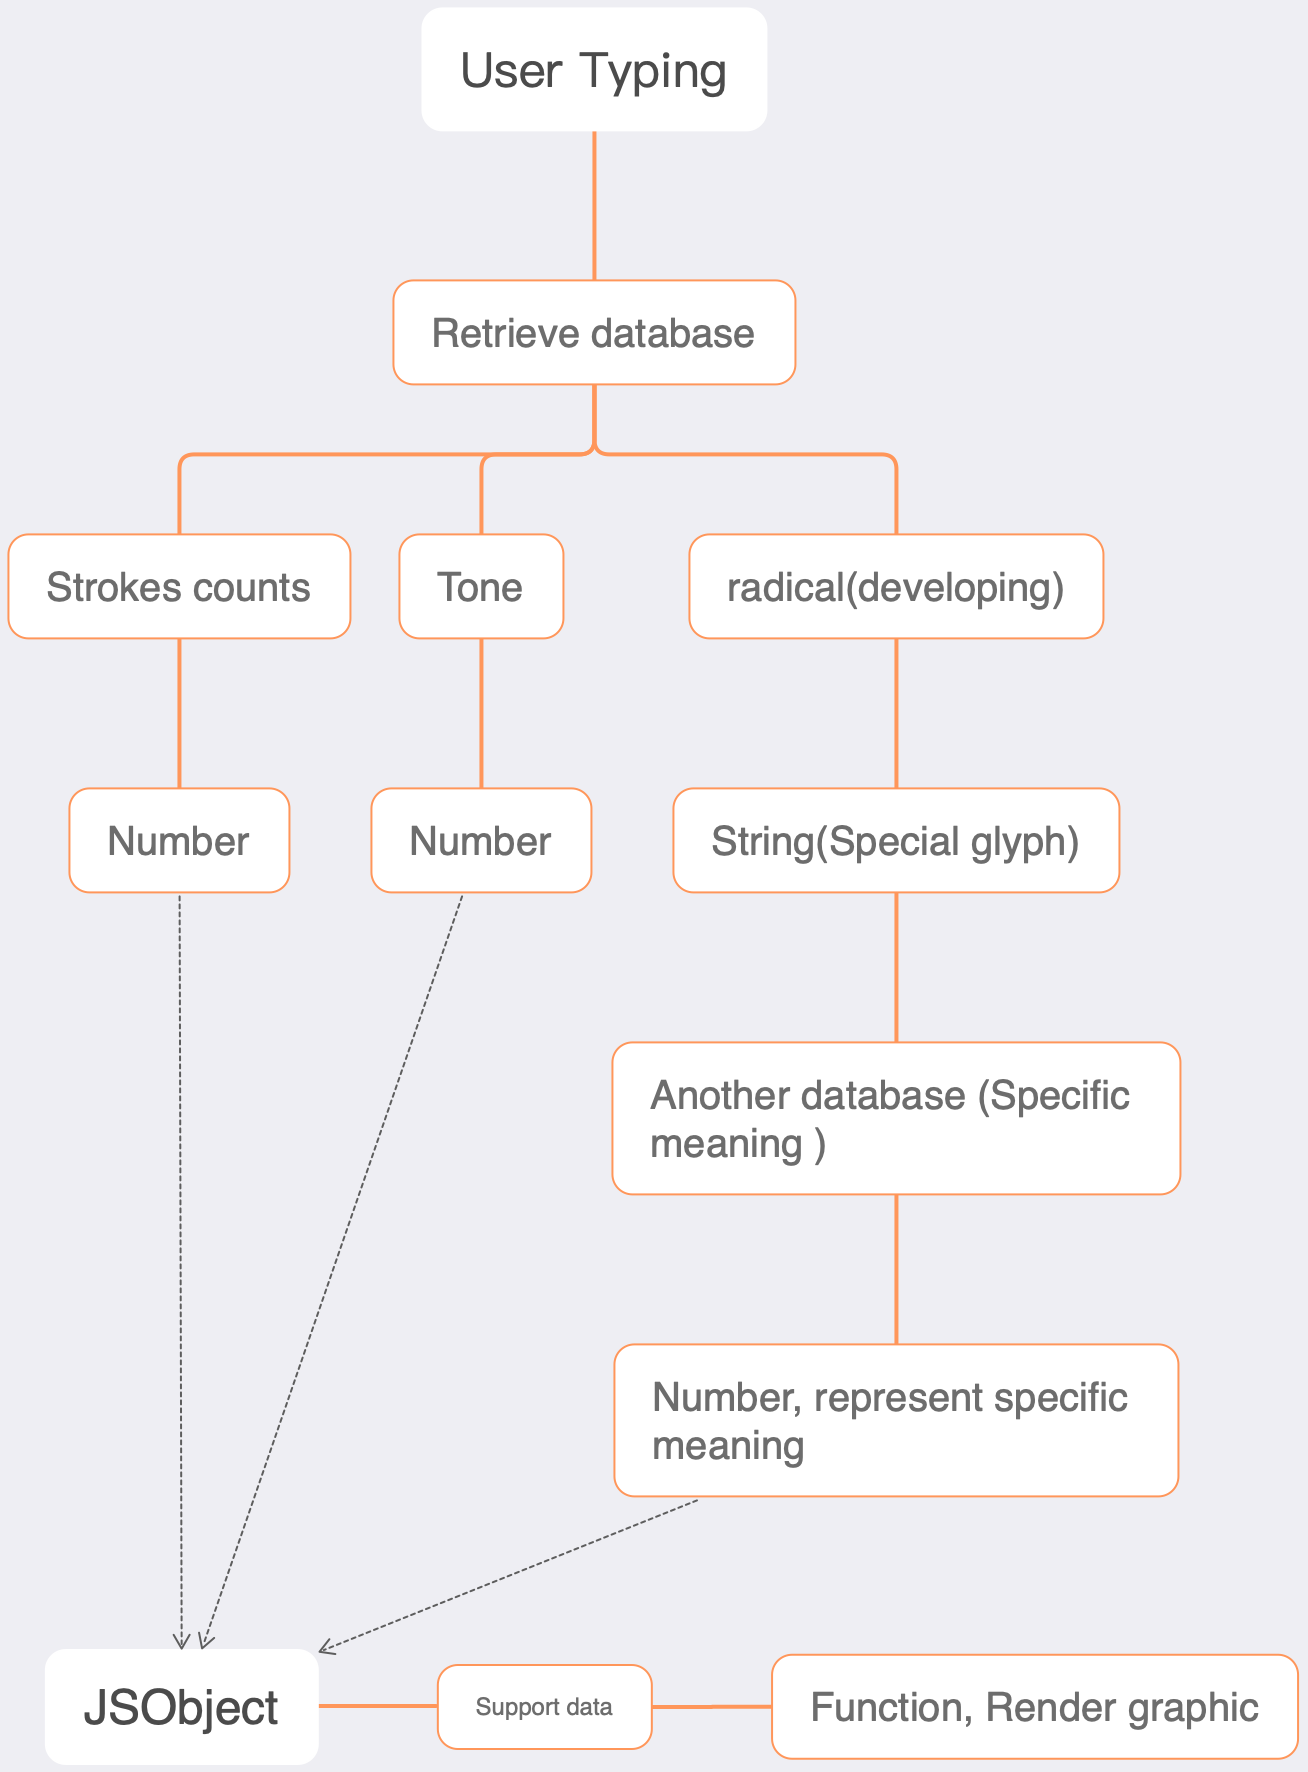 User Typing
Retrieve database
Strokes counts
Tone
radical(developing)
Number
Number
String(Special glyph)
Another database (Specific
meaning )
Number, represent specific
meaning
JSObject
Support data
Function, Render graphic